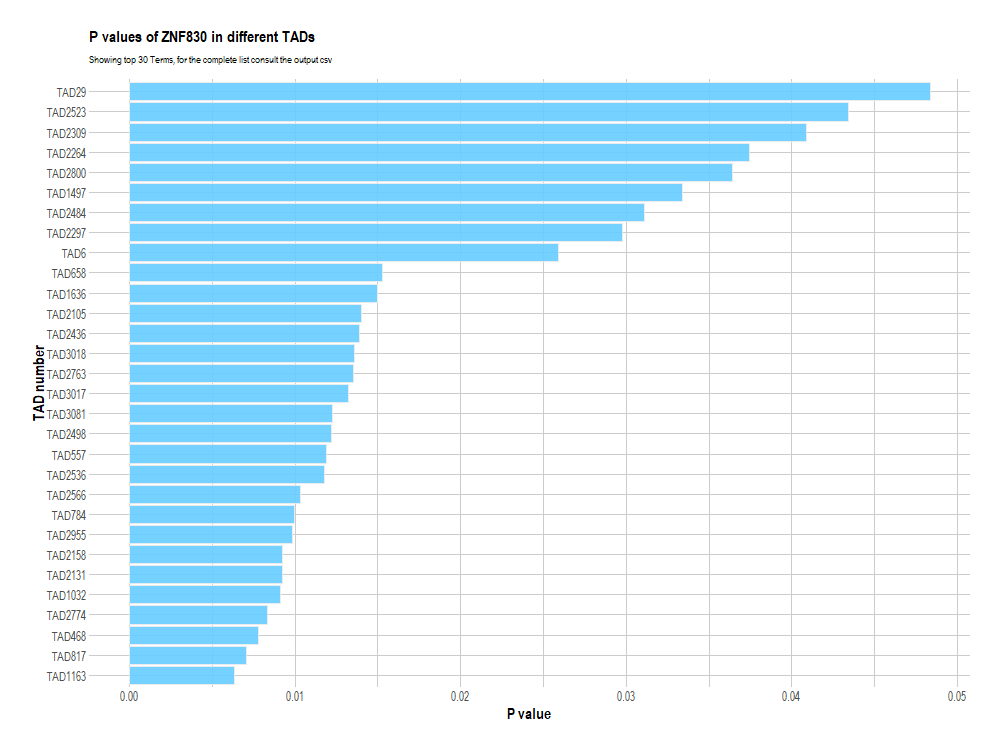 P values of ZNF830 in different TADs
Showing top 30 Terms, for the complete list consult the output csv
TAD number
TAD29
TAD2523
TAD2309
TAD2264
TAD2800
TAD1497
TAD2484
TAD2297
TAD6
TAD658
TAD1636
TAD2105
TAD2436
TAD3018
TAD2763
TAD3017
TAD3081
TAD2498
TAD557
TAD2536
TAD2566
TAD784
TAD2955
TAD2158
TAD2131
TAD1032
TAD2774
TAD468
TAD817
TAD1163
0.00 0.01 0.02 0.03 0.04 0.05
P value